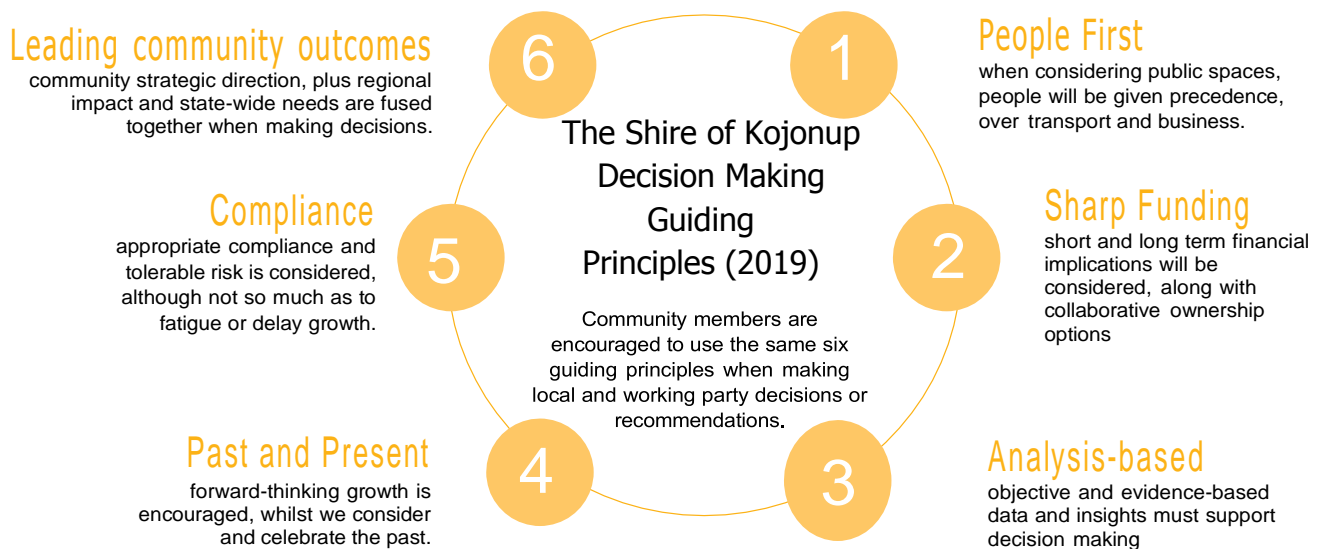 The Shire of Kojonup
Decision Making
Guiding
Principles (2019)
Community members are
encouraged to use the same six
guiding principles when making
local and working party decisions or
recommendations.
1
People First
when considering public spaces,
people will be given precedence,
over transport and business.
2
Sharp Funding
short and long term financial
implications will be
considered, along with
collaborative ownership
options
3
Analysis-based
objective and evidence-based
data and insights must support
decision making
4
Past and Present
forward-thinking growth is
encouraged, whilst we consider
and celebrate the past.
5
Compliance
appropriate compliance and
tolerable risk is considered,
although not so much as to
fatigue or delay growth.
6
Leading community outcomes
community strategic direction, plus regional
impact and state-wide needs are fused
together when making decisions.